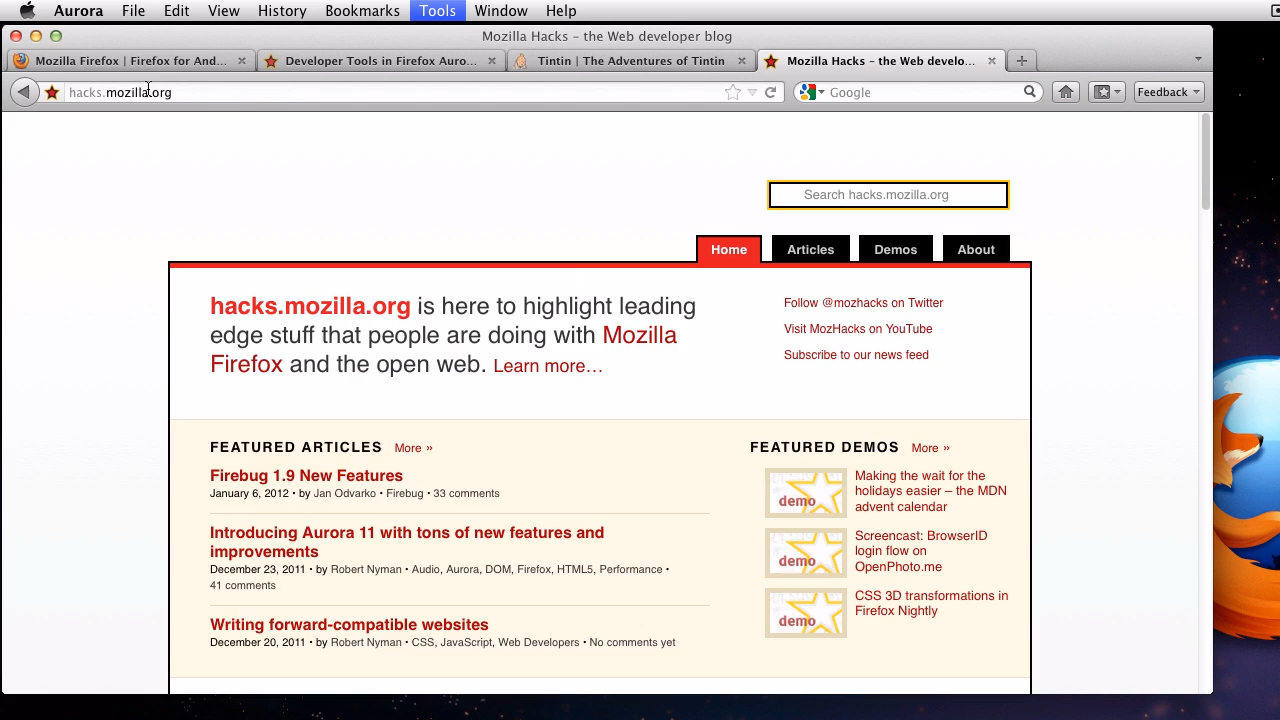 Aurora File Edit View History Bookmarks Tools Window Help
Mozilla Hacks – the Web developer blog
Mozilla Firefox | Firefox for And... Developer Tools in Firefox Auro... Tintin | The Adventures of Tintin Mozilla Hacks – the Web develo...
hacks.mozilla.org Google Feedback
Search hacks.mozilla.org
Home Articles Demos About
hacks.mozilla.org is here to highlight leading
edge stuff that people are doing with Mozilla
Firefox and the open web. Learn more…
Follow @mozhacks on Twitter
Visit MozHacks on YouTube
Subscribe to our news feed
FEATURED ARTICLES More »
Firebug 1.9 New Features
January 6, 2012 • by Jan Odvarko • Firebug • 33 comments
Introducing Aurora 11 with tons of new features and
improvements
December 23, 2011 • by Robert Nyman • Audio, Aurora, DOM, Firefox, HTML5, Performance •
41 comments
Writing forward-compatible websites
December 20, 2011 • by Robert Nyman • CSS, JavaScript, Web Developers • No comments yet
FEATURED DEMOS More »
demo
Making the wait for the
holidays easier – the MDN
advent calendar
demo
Screencast: BrowserID
login flow on
OpenPhoto.me
demo
CSS 3D transformations in
Firefox Nightly